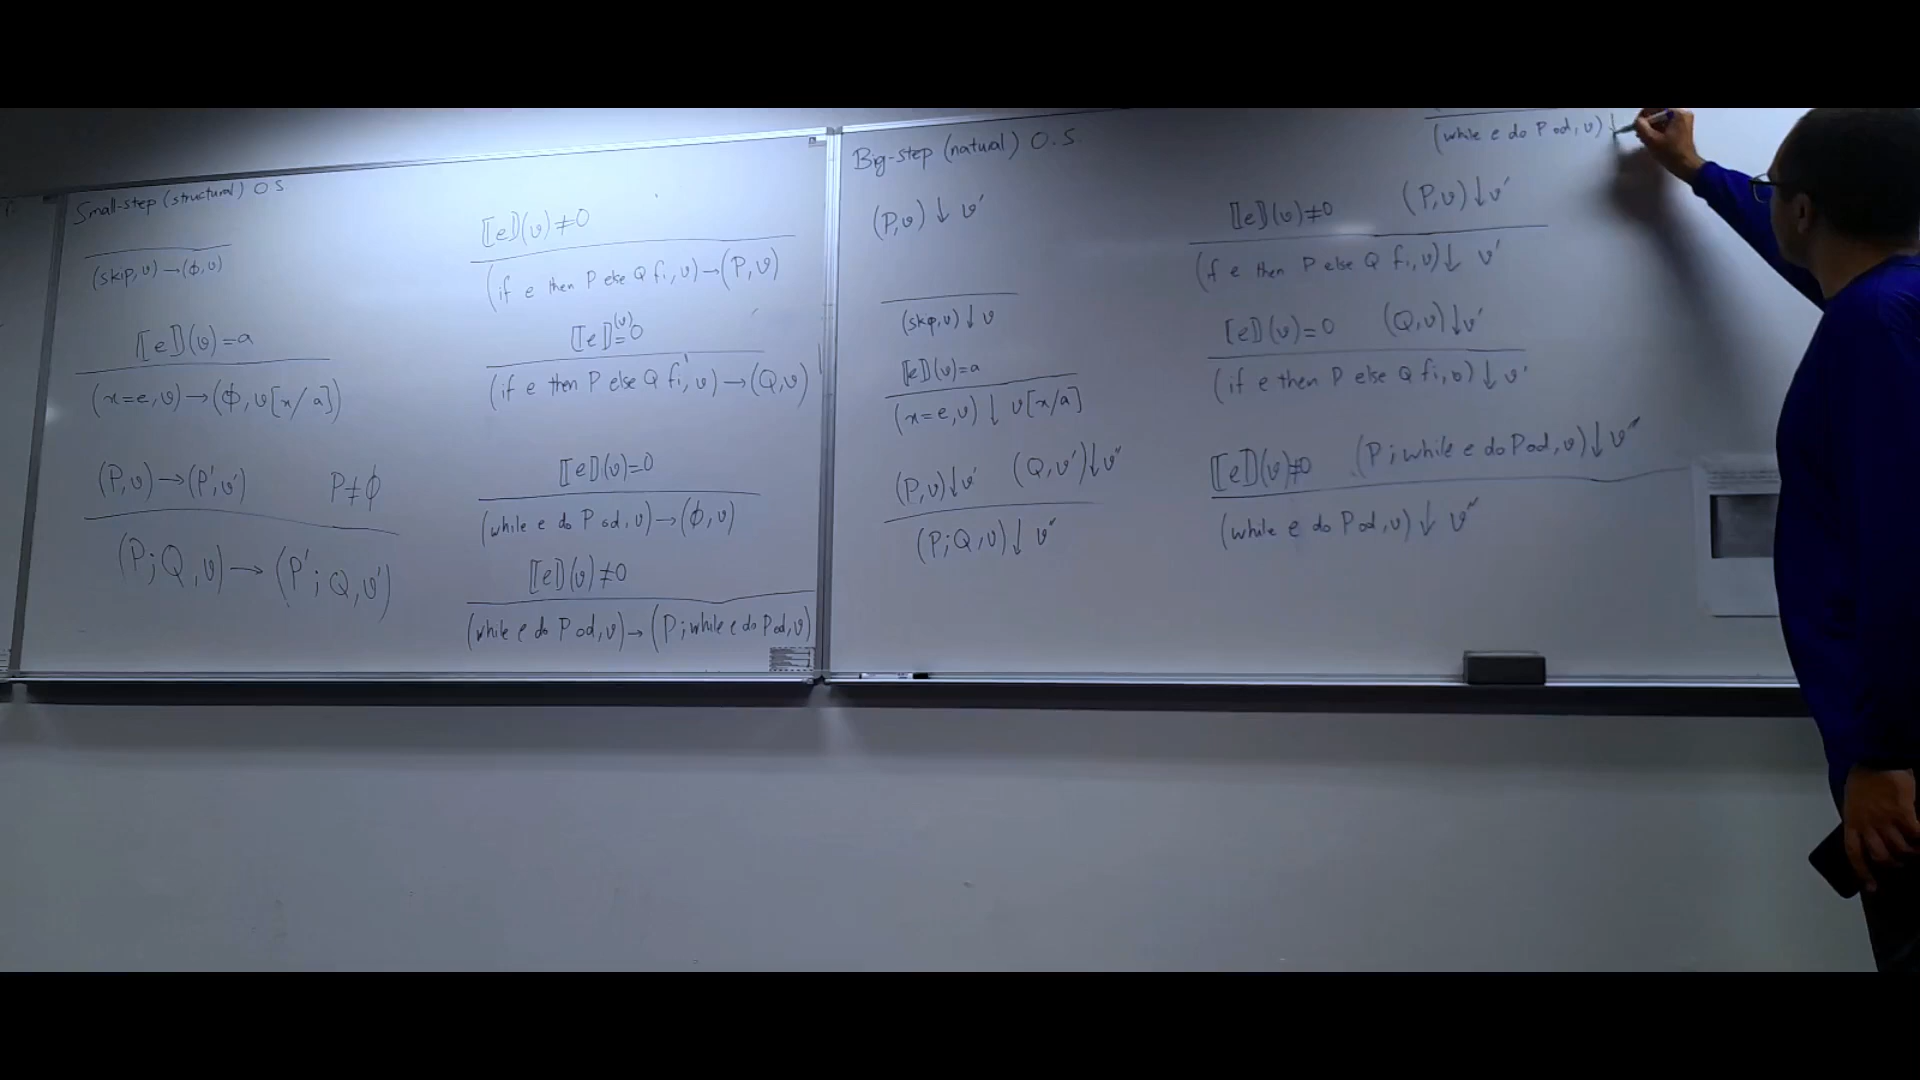 Small-step (structural) O S
(skip, v) → (ϕ, v)
⟦e⟧(v) = a
(x=e, v) → (ϕ, v[x/a])
(P, v) → (P', v')   P ≠ ϕ
(P; Q, v) → (P'; Q, v')
⟦e⟧(v) ≠ 0
(if e then P else Q fi, v) → (P, v)
⟦e⟧(v) = 0
(if e then P else Q fi, v) → (Q, v)
⟦e⟧(v) = 0
(while e do P od, v) → (ϕ, v)
⟦e⟧(v) ≠ 0
(while e do P od, v) → (P; while e do P od, v)
Big-step (natural) O.S
(P, v) ↓ v'
(skip, v) ↓ v
⟦e⟧(v) = a
(x=e, v) ↓ v[x/a]
(P, v) ↓ v'   (Q, v') ↓ v''
(P; Q, v) ↓ v''
(while e do P od, v) ↓
⟦e⟧(v) ≠ 0   (P, v) ↓ v'
(f e then P else Q fi, v) ↓ v'
⟦e⟧(v) = 0   (Q, v) ↓ v'
(if e then P else Q fi, v) ↓ v'
⟦e⟧(v) ≠ 0   (P; while e do P od, v) ↓ v''
(while e do P od, v) ↓ v''